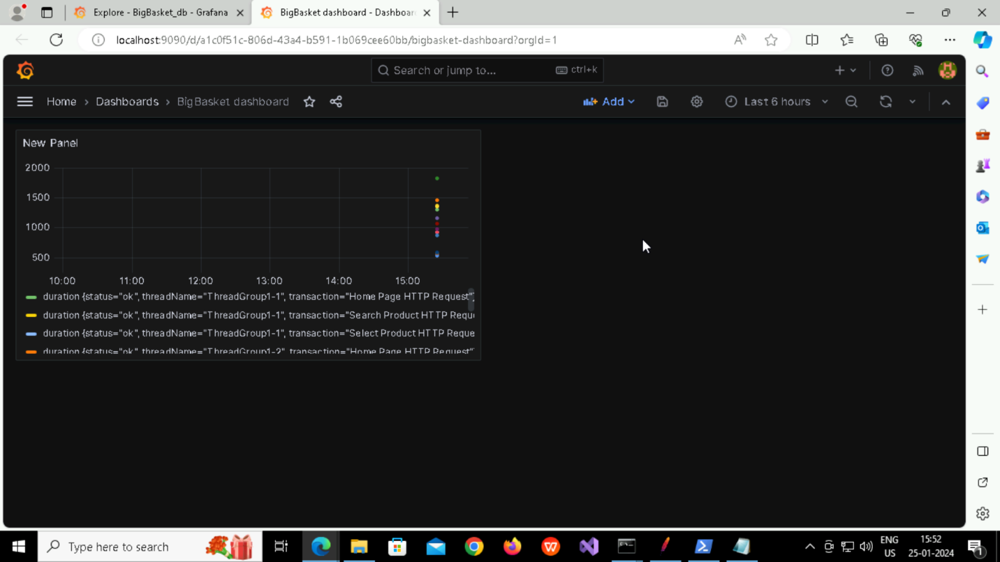 Explore - BigBasket_db - Grafana
BigBasket dashboard - Dashboar
localhost:9090/d/a1c0f51c-806d-43a4-b591-1b069cee60bb/bigbasket-dashboard?orgId=1
Search or jump to... ctrl+k
Home › Dashboards › BigBasket dashboard
Add
Last 6 hours
New Panel
2000
1500
1000
500
10:00 11:00 12:00 13:00 14:00 15:00
duration {status="ok", threadName="ThreadGroup1-1", transaction="Home Page HTTP Request"}
duration {status="ok", threadName="ThreadGroup1-1", transaction="Search Product HTTP Requ
duration {status="ok", threadName="ThreadGroup1-1", transaction="Select Product HTTP Reque
duration {status="ok", threadName="ThreadGroup1-2", transaction="Home Page HTTP Request"
Type here to search
ENG
US
15:52
25-01-2024
1